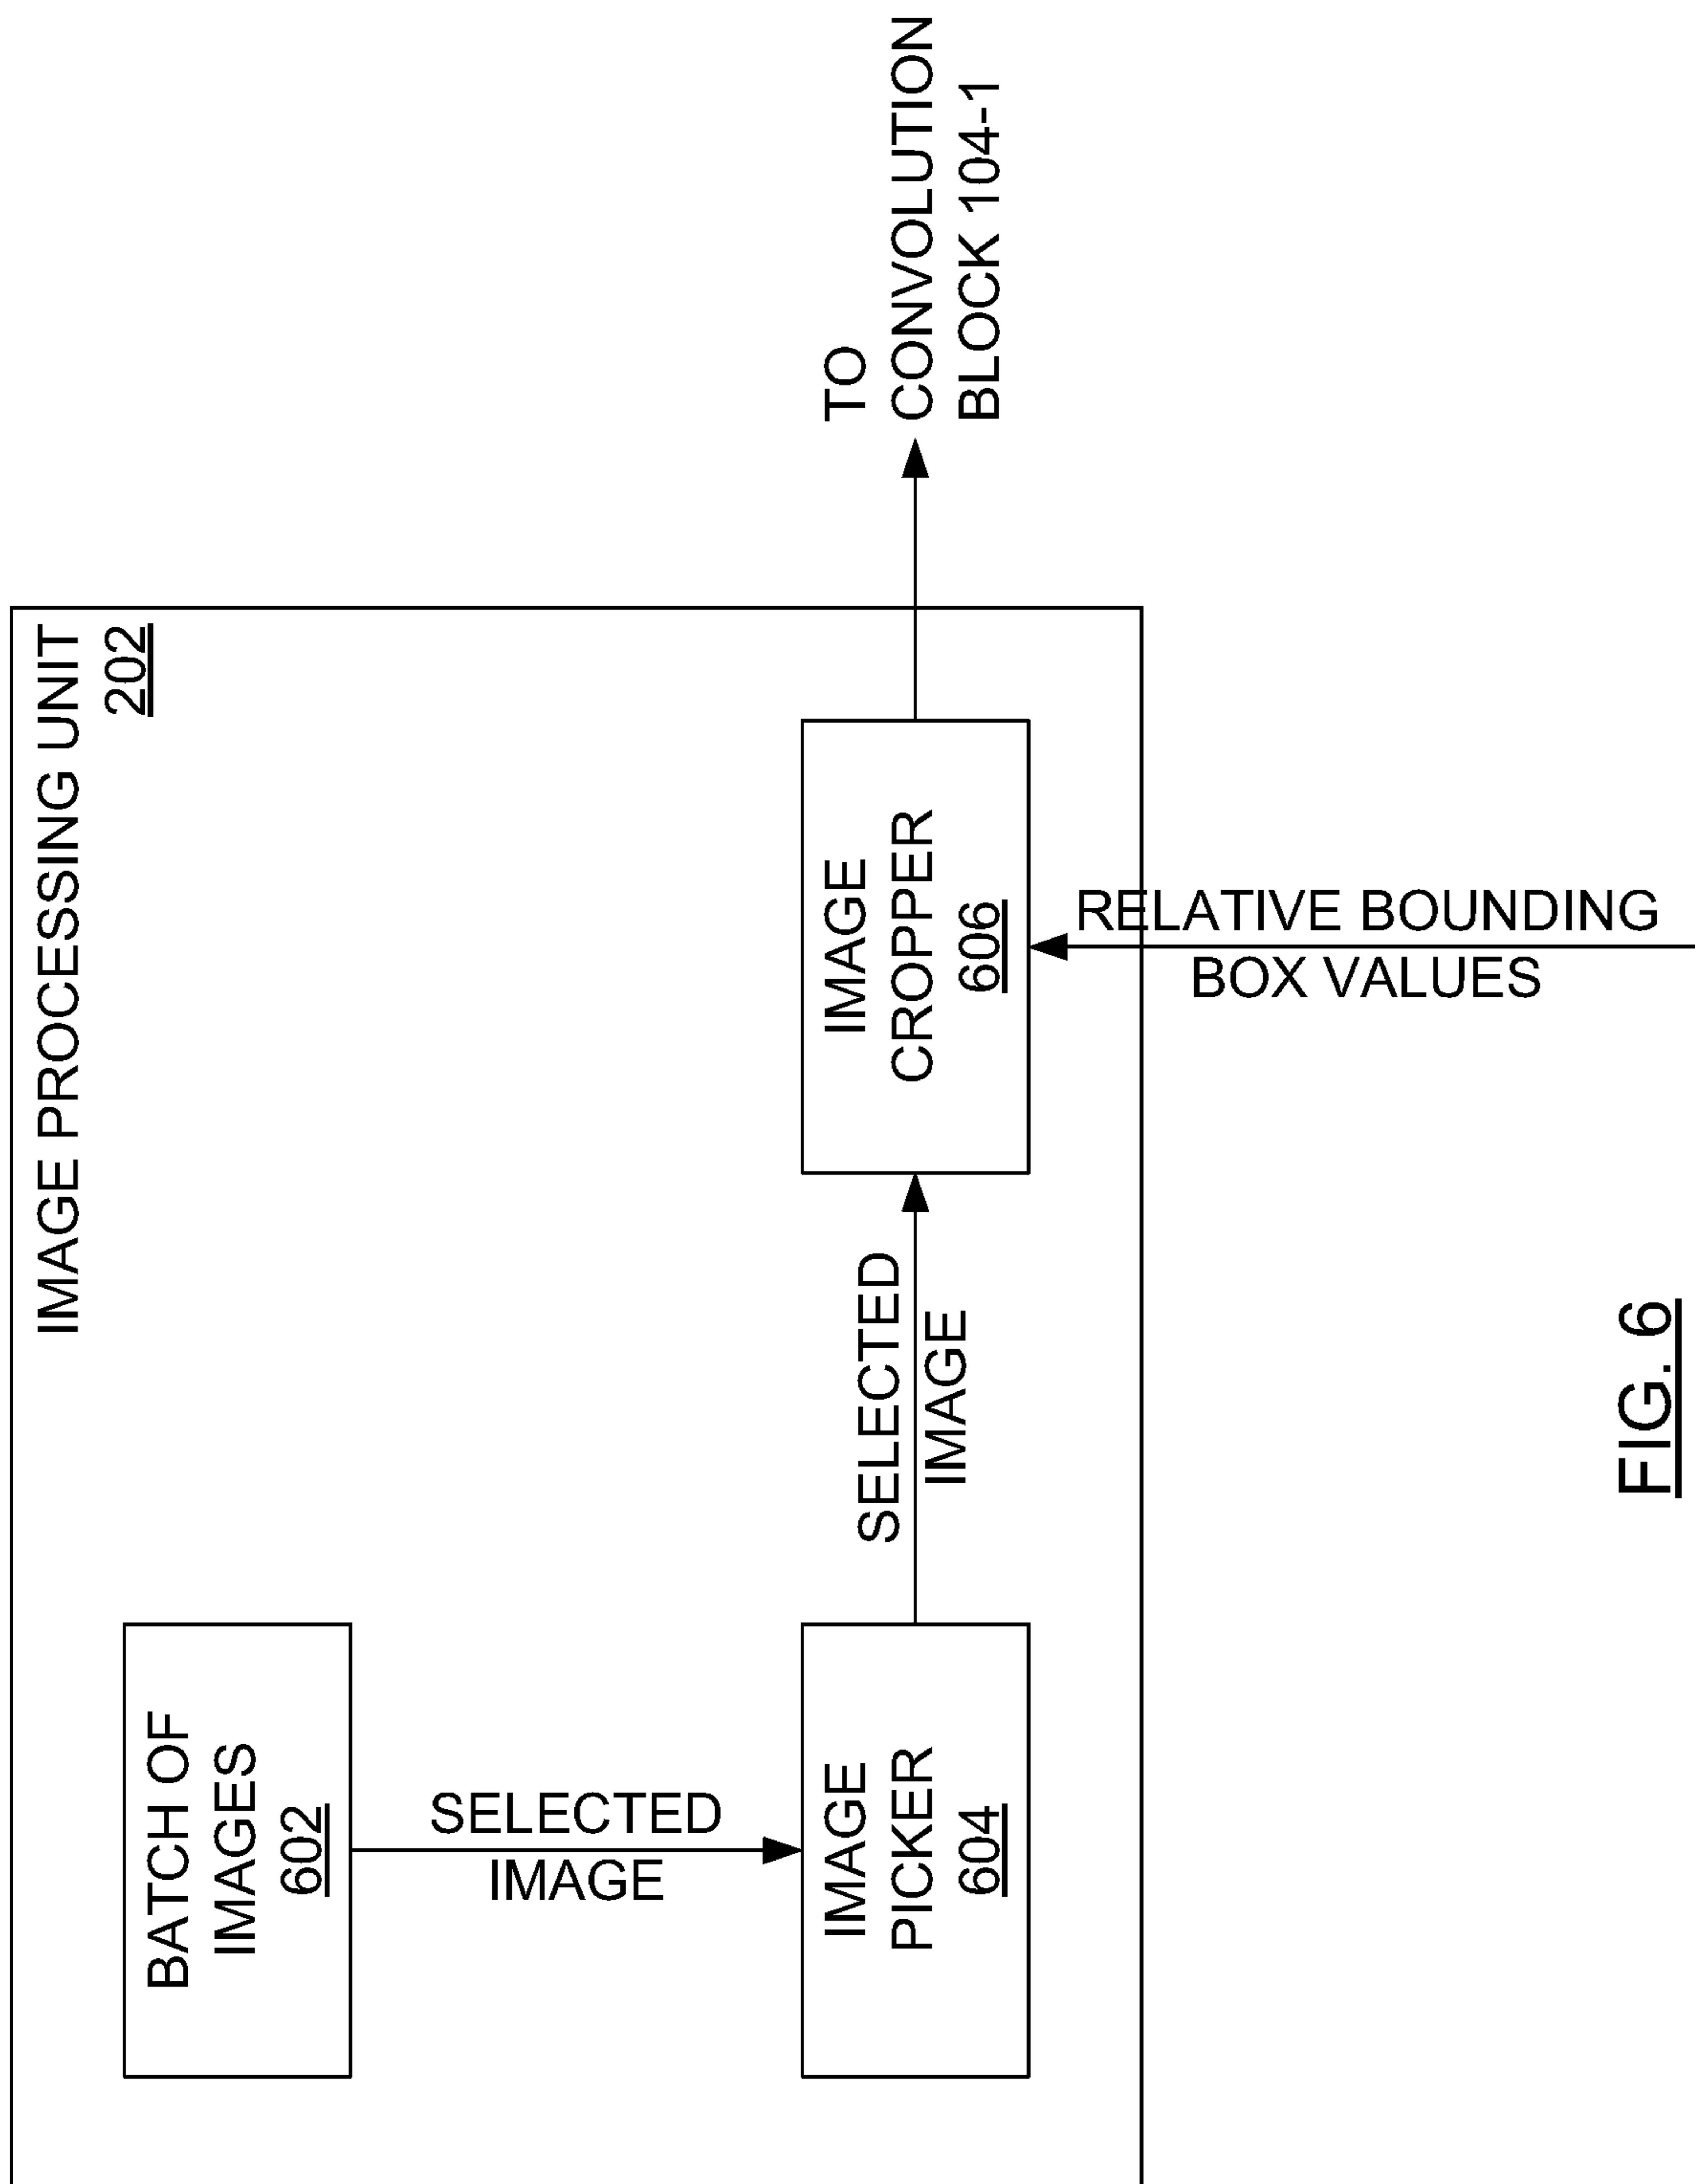 IMAGE PROCESSING UNIT
202
BATCH OF
IMAGES
602
SELECTED
IMAGE
IMAGE
PICKER
604
SELECTED
IMAGE
IMAGE
CROPPER
606
TO
CONVOLUTION
BLOCK 104-1
RELATIVE BOUNDING
BOX VALUES
FIG. 6